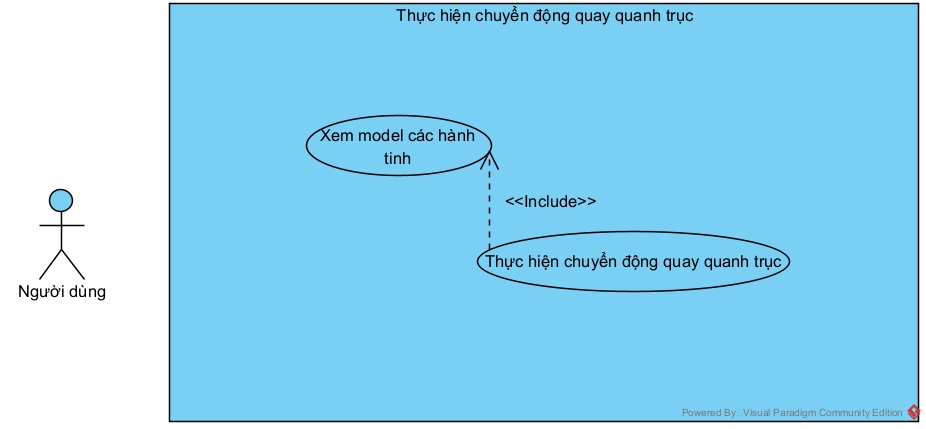 Thực hiện chuyển động quay quanh trục
Xem model các hành
tinh
<<Include>>
Thực hiện chuyển động quay quanh trục
Người dùng
Powered By: Visual Paradigm Community Edition